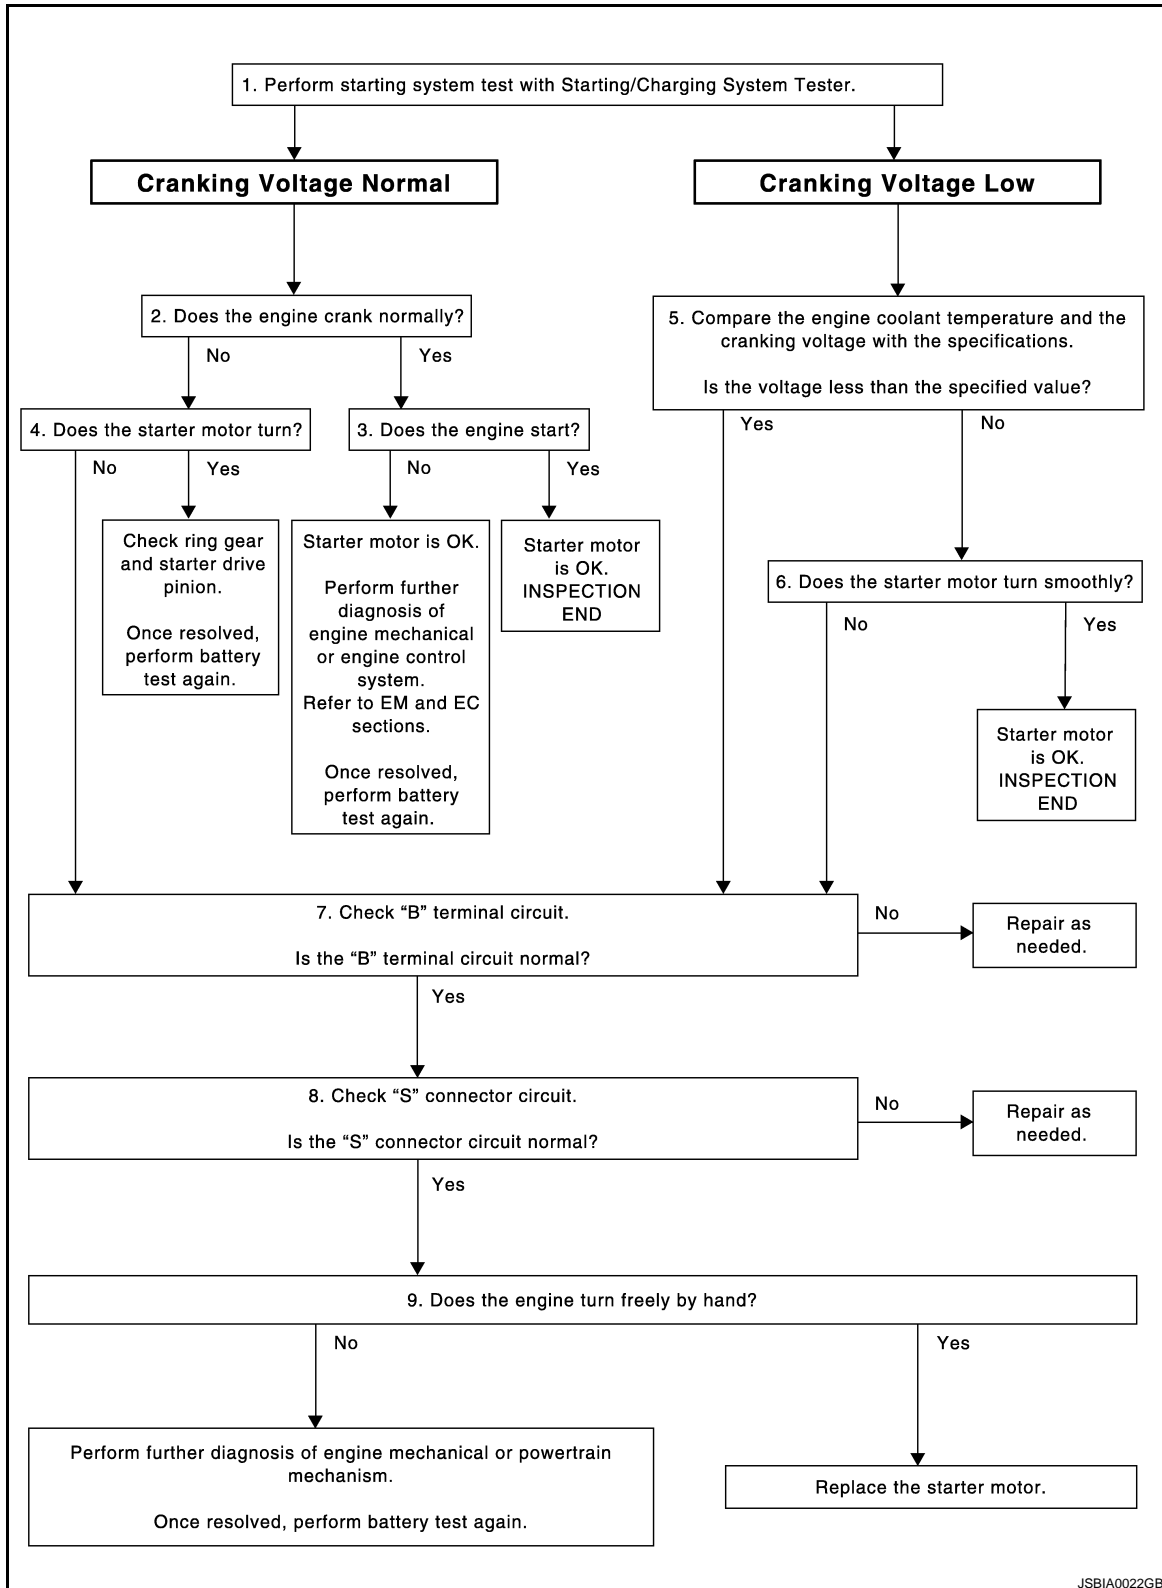 1. Perform starting system test with Starting/Charging System Tester.
Cranking Voltage Normal
Cranking Voltage Low
2. Does the engine crank normally?
5. Compare the engine coolant temperature and the
cranking voltage with the specifications.
Is the voltage less than the specified value?
No
Yes
4. Does the starter motor turn?
3. Does the engine start?
Yes
No
No
Yes
No
Yes
Check ring gear
and starter drive
pinion.
Once resolved,
perform battery
test again.
Starter motor is OK.
Perform further
diagnosis of
engine mechanical
or engine control
system.
Refer to EM and EC
sections.
Once resolved,
perform battery
test again.
Starter motor
is OK.
INSPECTION
END
6. Does the starter motor turn smoothly?
No
Yes
Starter motor
is OK.
INSPECTION
END
7. Check “B” terminal circuit.
Is the “B” terminal circuit normal?
No
Repair as
needed.
Yes
8. Check “S” connector circuit.
Is the “S” connector circuit normal?
No
Repair as
needed.
Yes
9. Does the engine turn freely by hand?
No
Yes
Perform further diagnosis of engine mechanical or powertrain
mechanism.
Once resolved, perform battery test again.
Replace the starter motor.
JSBIA0022GB